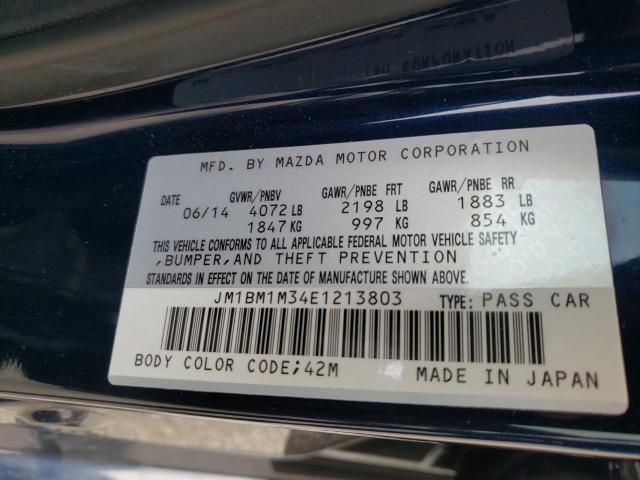 MFD. BY MAZDA MOTOR CORPORATION
DATE GVWR/PNBV GAWR/PNBE FRT GAWR/PNBE RR
06/14 4072 LB 2198 LB 1883 LB
1847 KG 997 KG 854 KG
THIS VEHICLE CONFORMS TO ALL APPLICABLE FEDERAL MOTOR VEHICLE SAFETY
,BUMPER,AND THEFT PREVENTION
STANDARDS IN EFFECT ON THE DATE OF MANUFACTURE SHOWN ABOVE.
JM1BM1M34E1213803 TYPE: PASS CAR
BODY COLOR CODE;42M MADE IN JAPAN